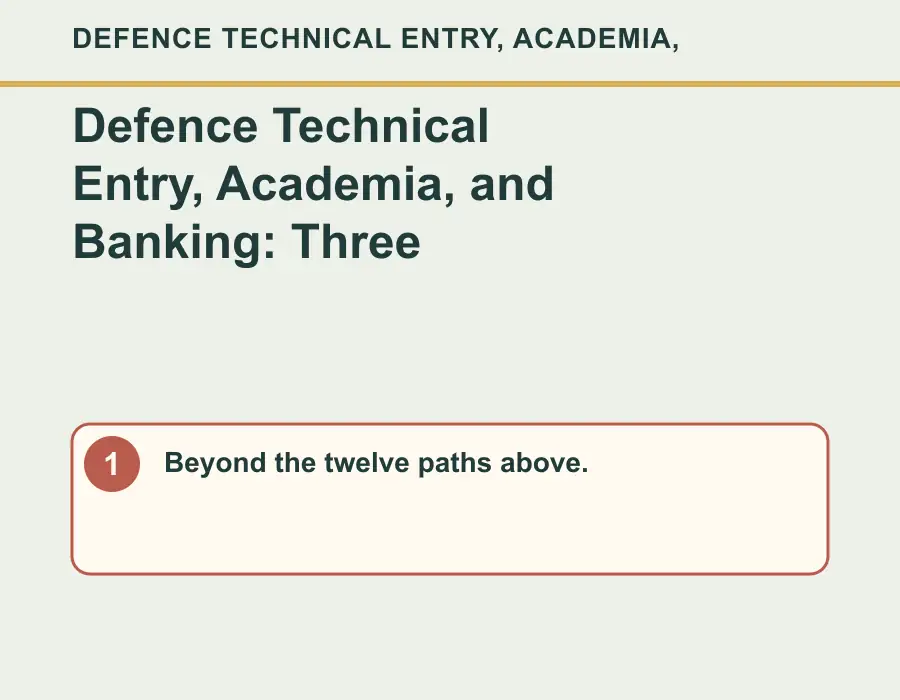 DEFENCE TECHNICAL ENTRY, ACADEMIA,
Defence Technical
Entry, Academia, and
Banking: Three
1
Beyond the twelve paths above.